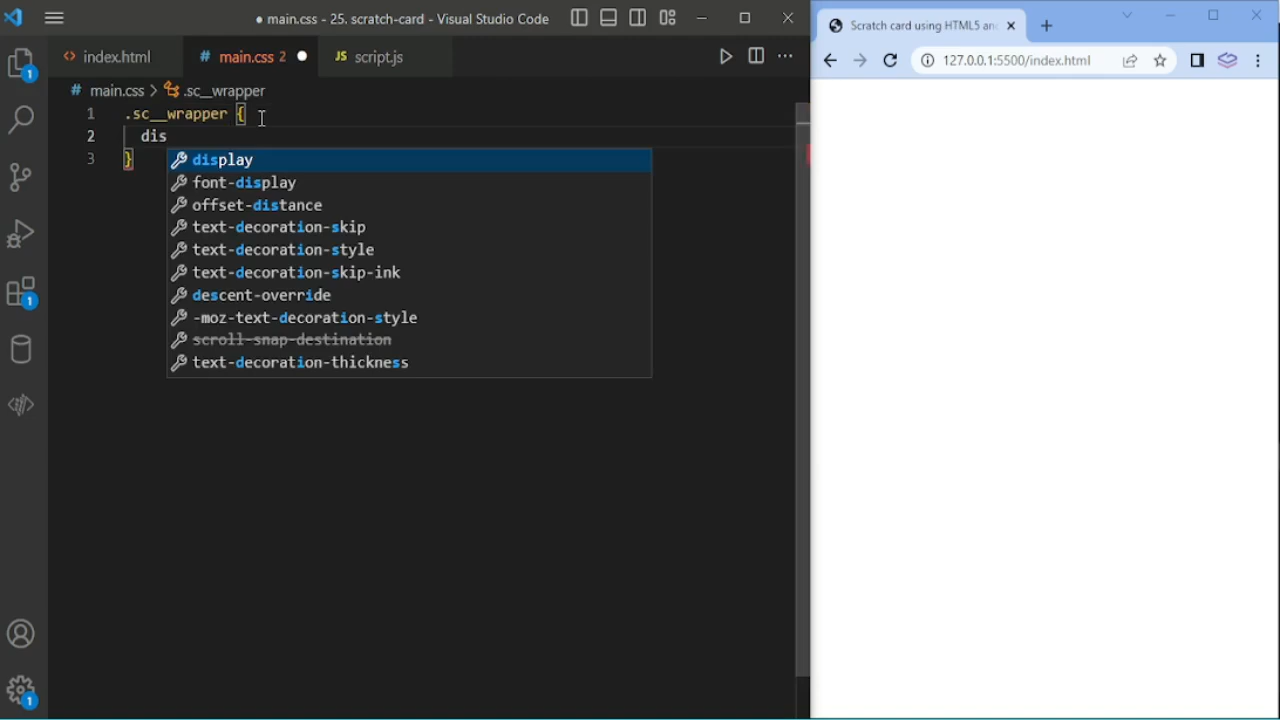 ● main.css - 25. scratch-card - Visual Studio Code
<> index.html
# main.css 2 ●
JS script.js
# main.css > .sc__wrapper
1 .sc__wrapper {
2 dis
3 }
display
font-display
offset-distance
text-decoration-skip
text-decoration-style
text-decoration-skip-ink
descent-override
-moz-text-decoration-style
scroll-snap-destination
text-decoration-thickness
1
1
1
Scratch card using HTML5 an
127.0.0.1:5500/index.html